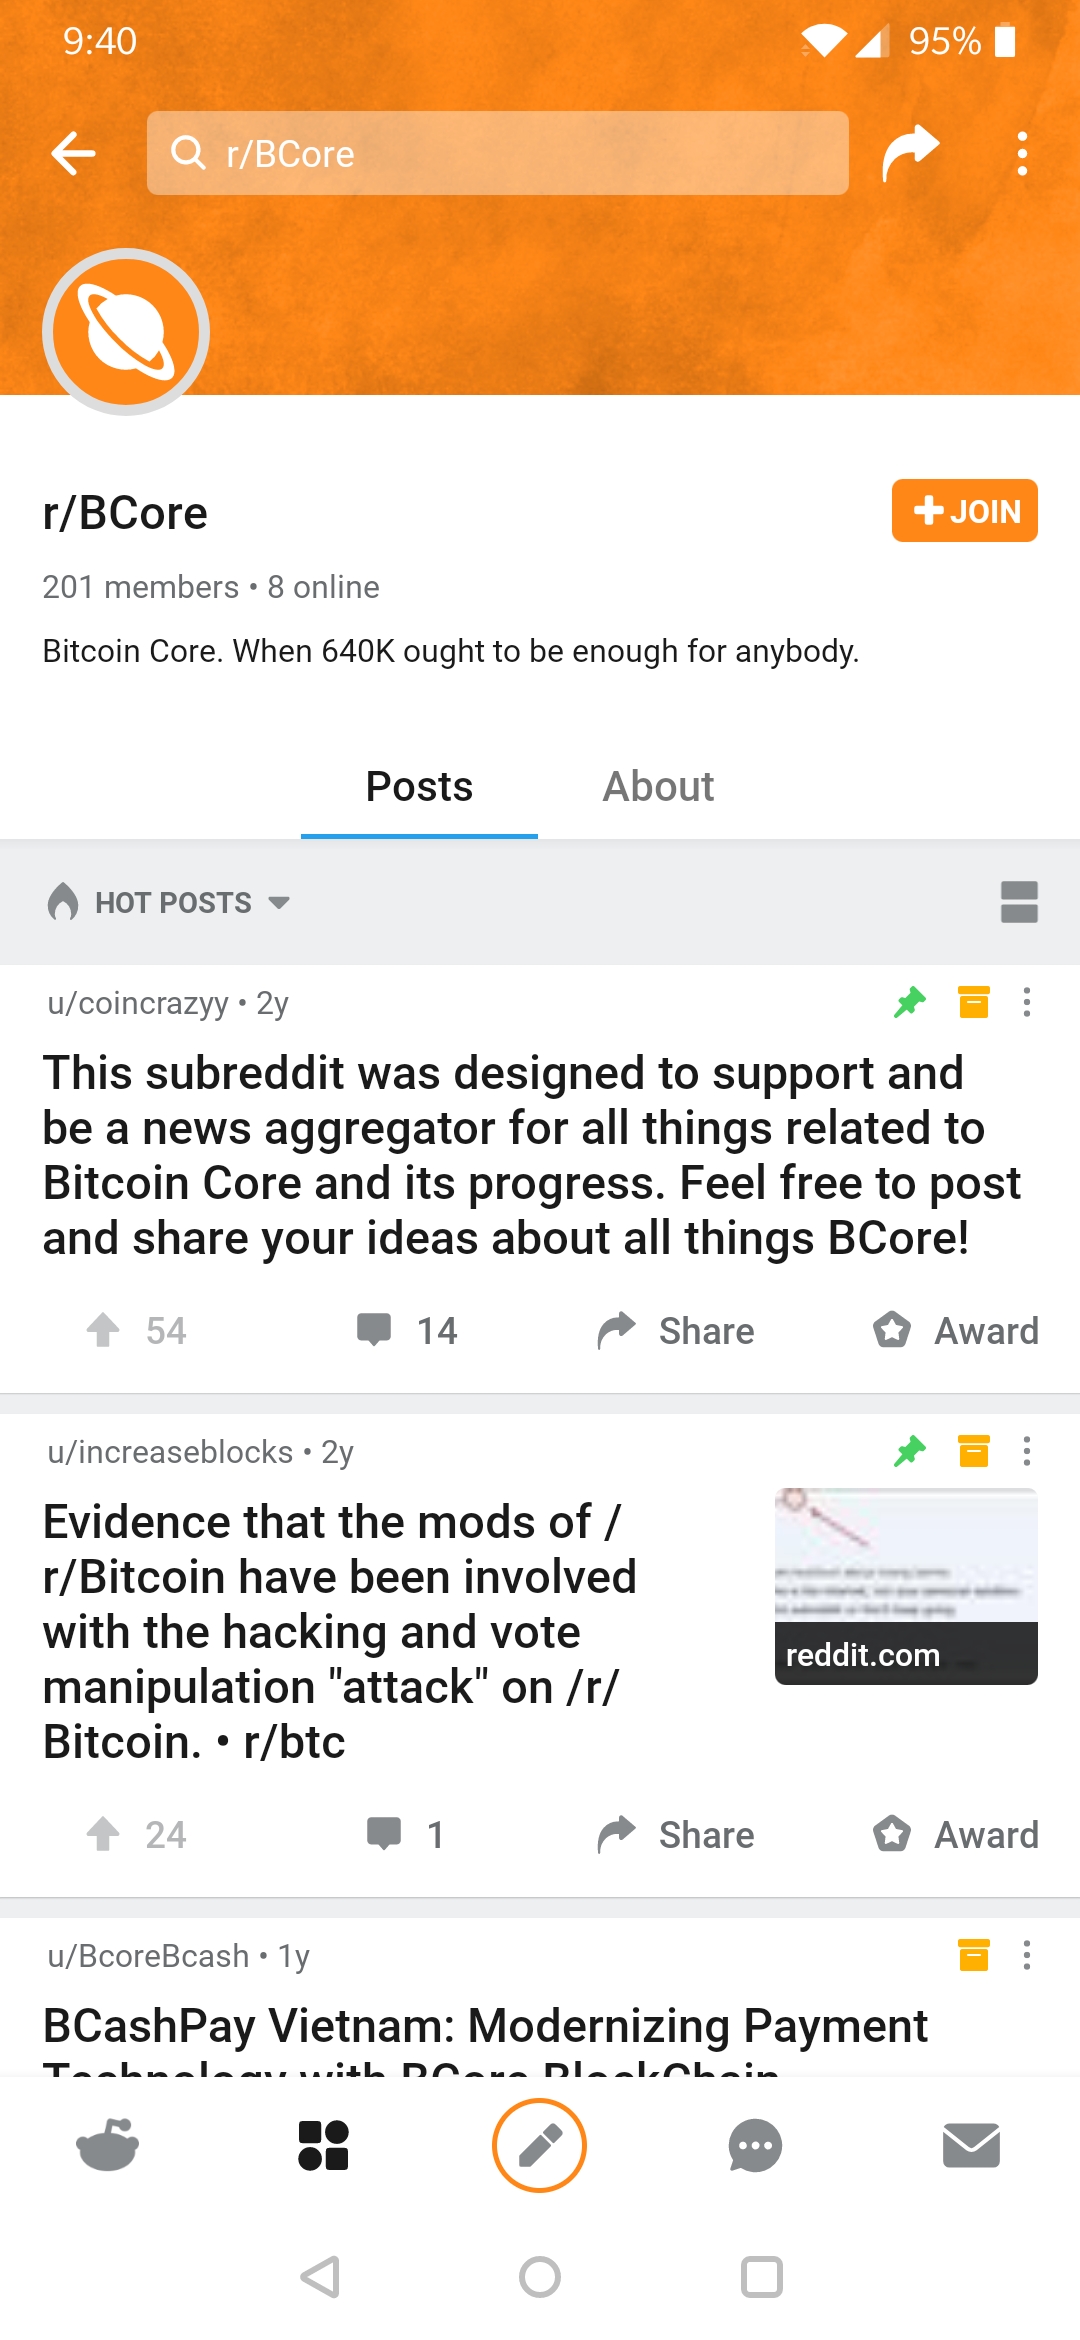 9:40
95%
r/BCore
r/BCore
JOIN
201 members • 8 online
Bitcoin Core. When 640K ought to be enough for anybody.
Posts
About
HOT POSTS
u/coincrazyy • 2y
This subreddit was designed to support and
be a news aggregator for all things related to
Bitcoin Core and its progress. Feel free to post
and share your ideas about all things BCore!
54
14
Share
Award
u/increaseblocks • 2y
Evidence that the mods of /
r/Bitcoin have been involved
with the hacking and vote
manipulation "attack" on /r/
Bitcoin. • r/btc
reddit.com
24
1
Share
Award
u/BcoreBcash • 1y
BCashPay Vietnam: Modernizing Payment
Technology with BCore BlockChain